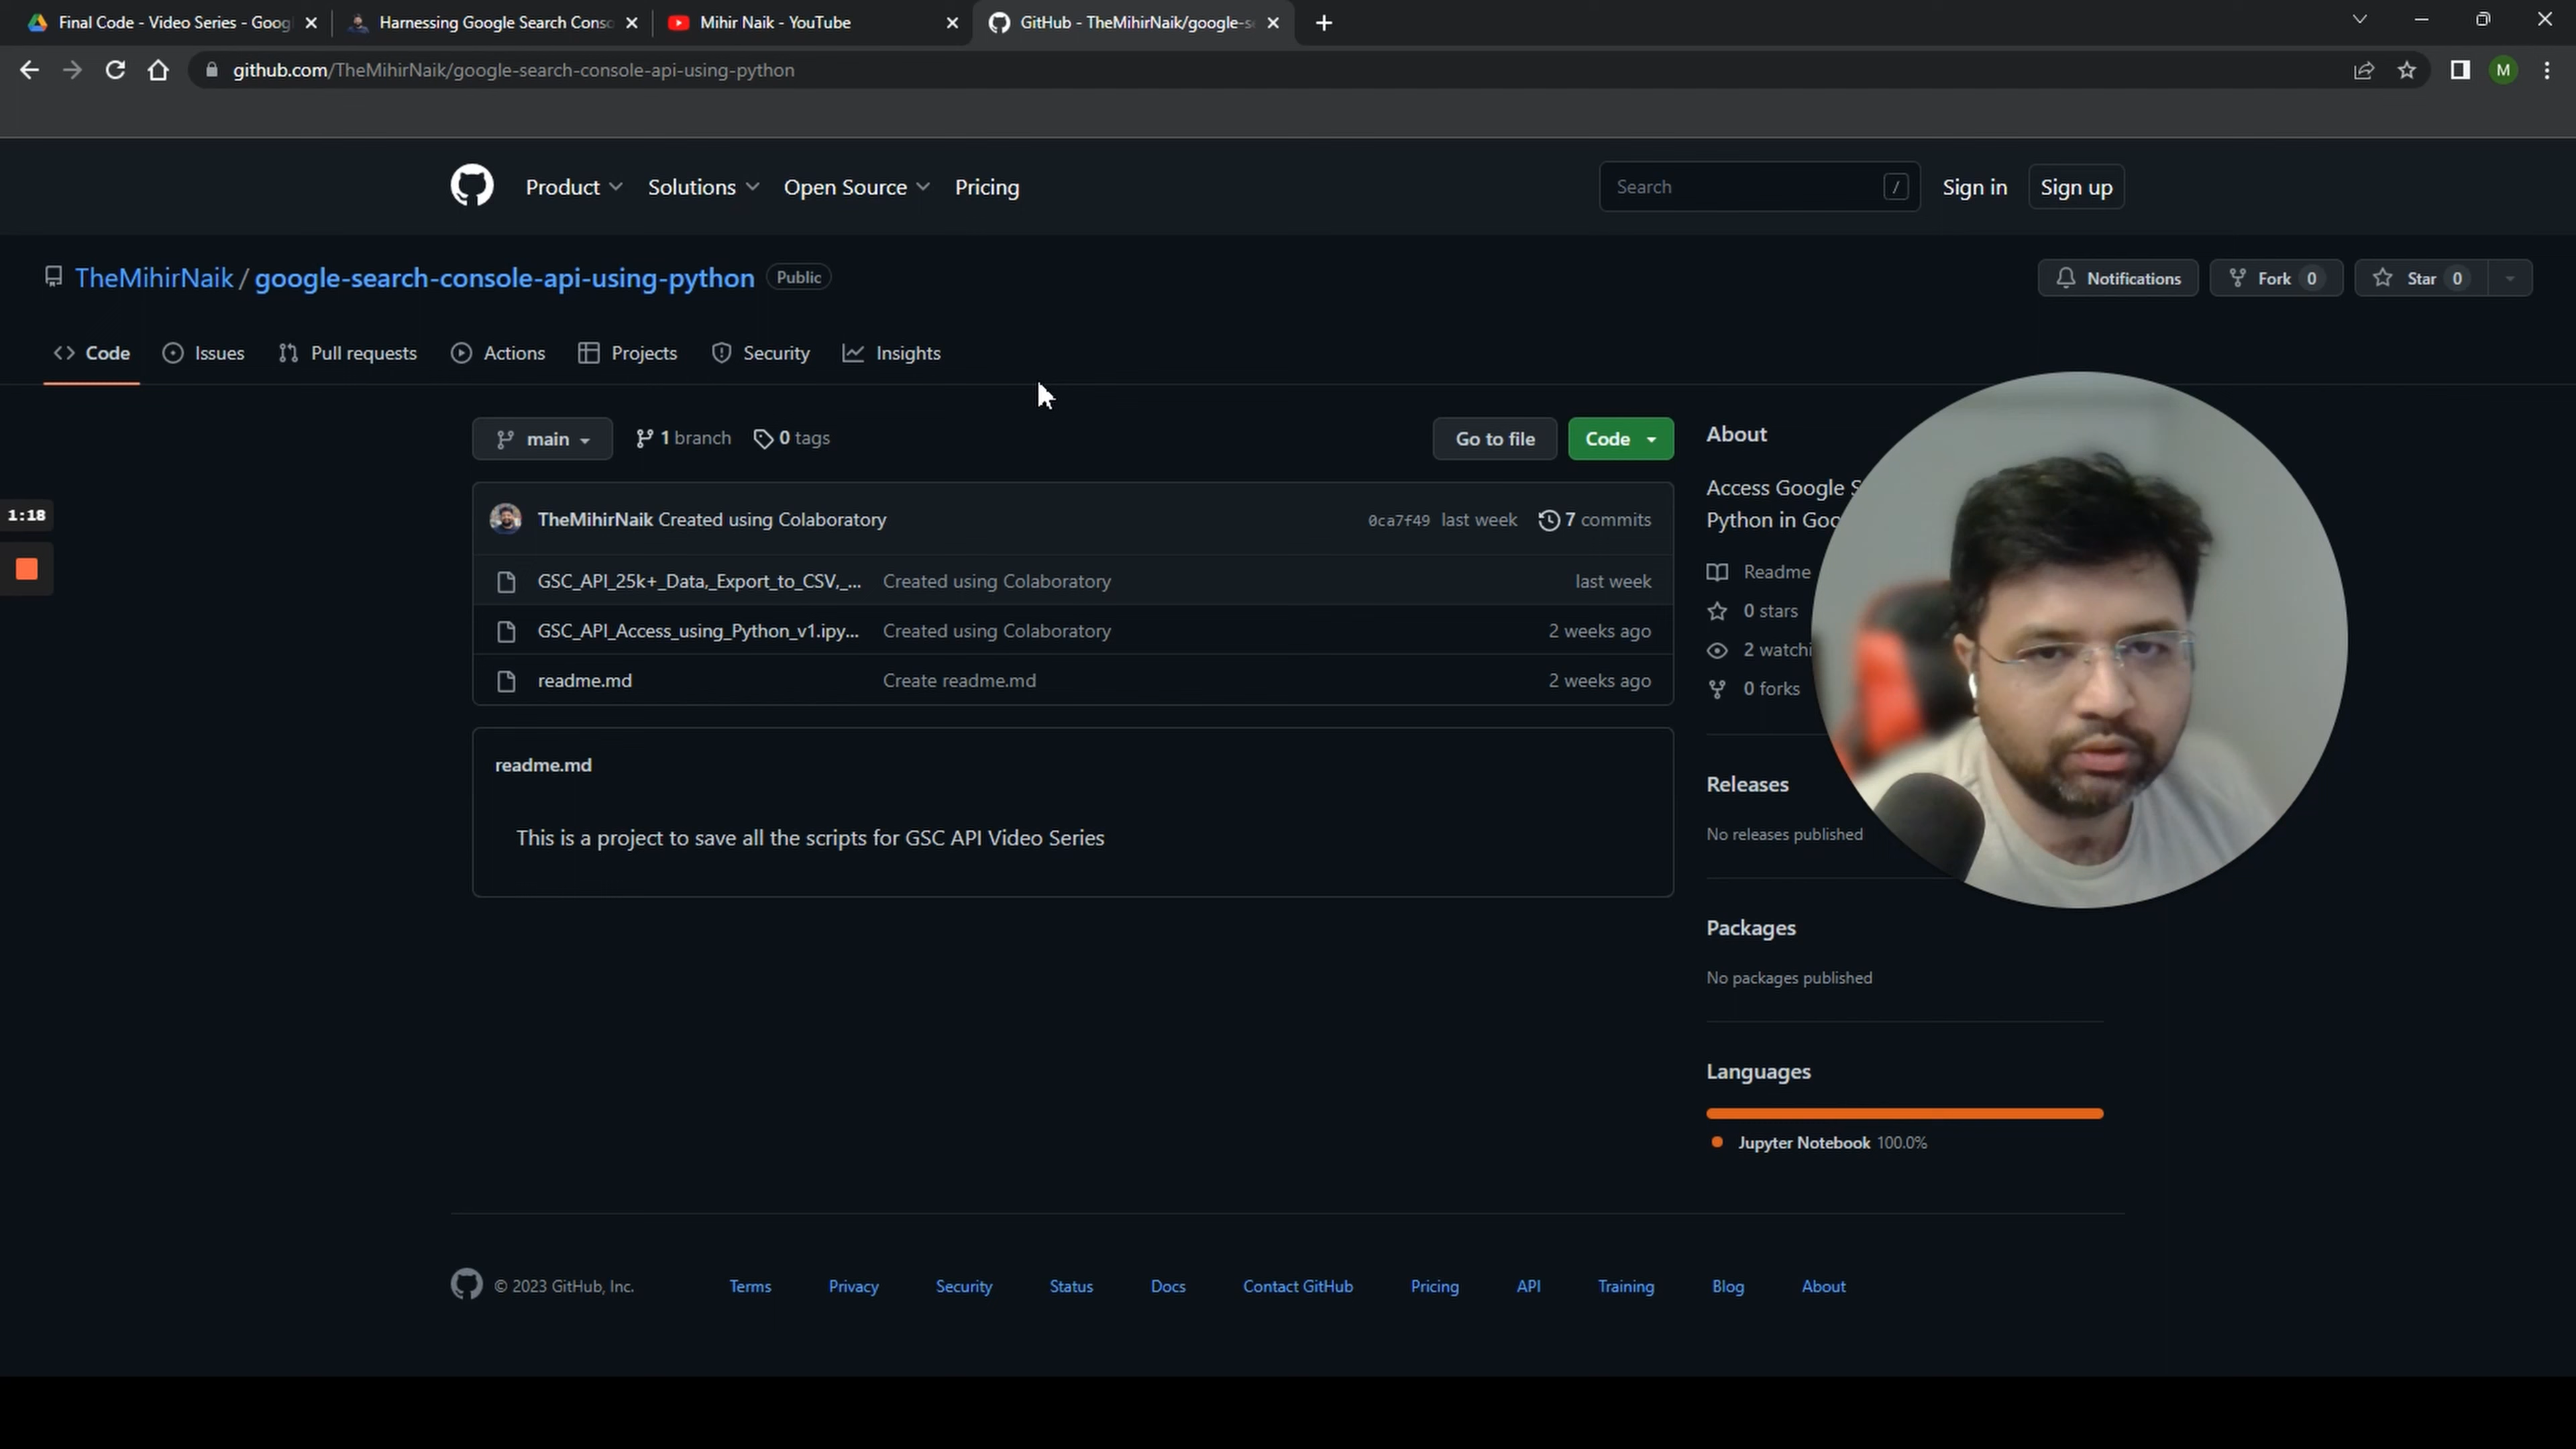 Final Code - Video Series - Goog
Harnessing Google Search Conso
Mihir Naik - YouTube
GitHub - TheMihirNaik/google-s
github.com/TheMihirNaik/google-search-console-api-using-python
M
Product
Solutions
Open Source
Pricing
Search
/
Sign in
Sign up
TheMihirNaik / google-search-console-api-using-python
Public
Notifications
Fork 0
Star 0
Code
Issues
Pull requests
Actions
Projects
Security
Insights
main
1 branch
0 tags
Go to file
Code
TheMihirNaik Created using Colaboratory
0ca7f49 last week
7 commits
GSC_API_25k+_Data,_Export_to_CSV,_...
Created using Colaboratory
last week
GSC_API_Access_using_Python_v1.ipy...
Created using Colaboratory
2 weeks ago
readme.md
Create readme.md
2 weeks ago
readme.md
This is a project to save all the scripts for GSC API Video Series
1:18
About
Access Google S
Python in Goo
Readme
0 stars
2 watchi
0 forks
Releases
No releases published
Packages
No packages published
Languages
Jupyter Notebook 100.0%
© 2023 GitHub, Inc.
Terms
Privacy
Security
Status
Docs
Contact GitHub
Pricing
API
Training
Blog
About